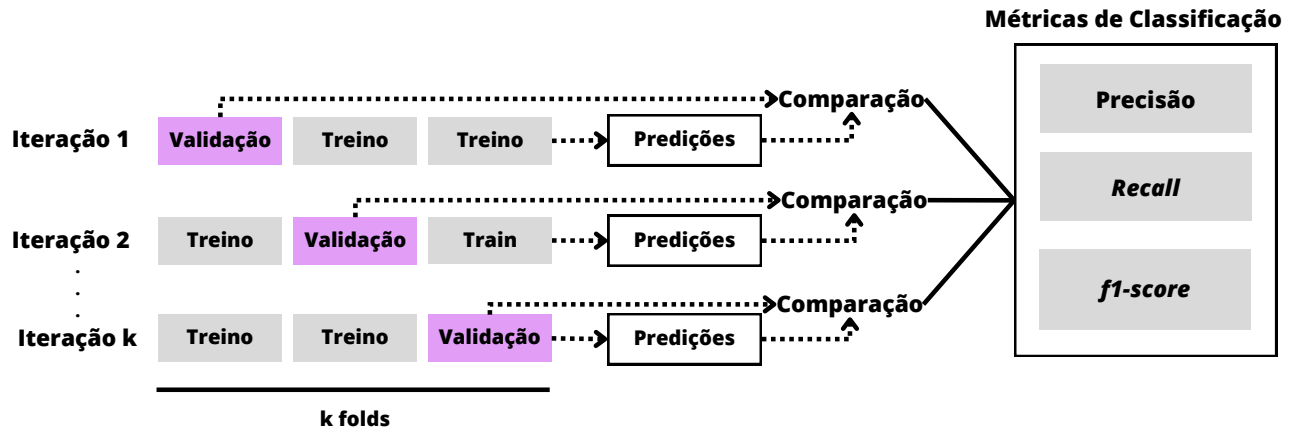 Métricas de Classificação
Precisão
Recall
f1-score
Comparação
Iteração 1
Validação
Treino
Treino
Predições
Comparação
Iteração 2
Treino
Validação
Train
Predições
Comparação
Iteração k
Treino
Treino
Validação
Predições
k folds